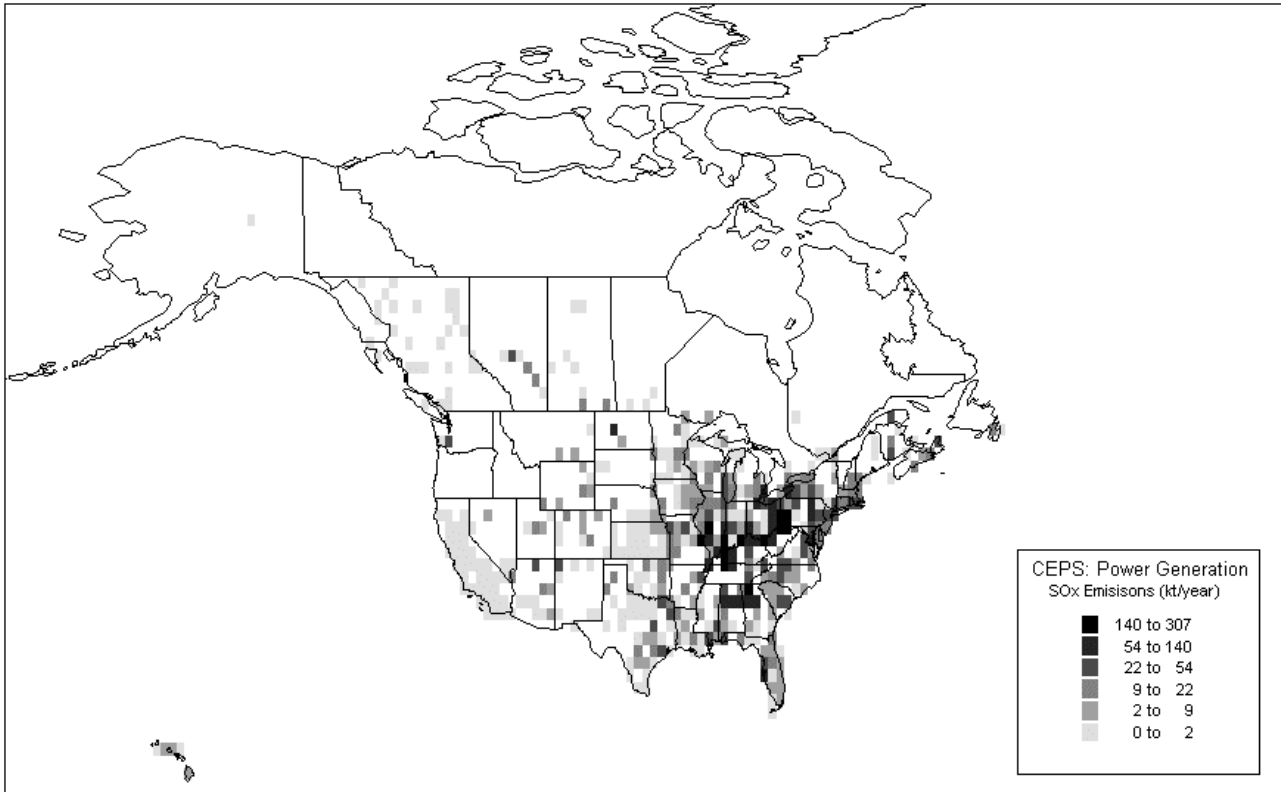 CEPS: Power Generation
SOx Emisisons (kt/year)
140 to 307
54 to 140
22 to 54
9 to 22
2 to 9
0 to 2